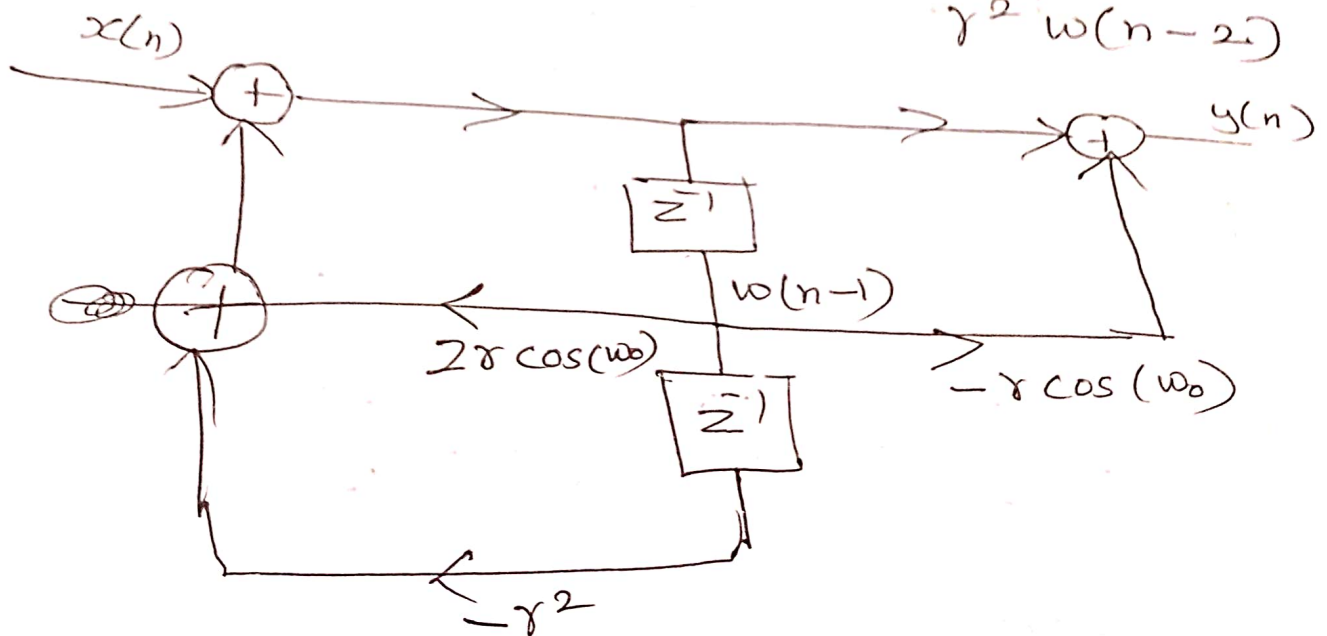 γ² w(n-2)
x(n)
+
+
y(n)
z⁻¹
w(n-1)
+
2γ cos(w₀)
-γ cos(w₀)
z⁻¹
-γ²